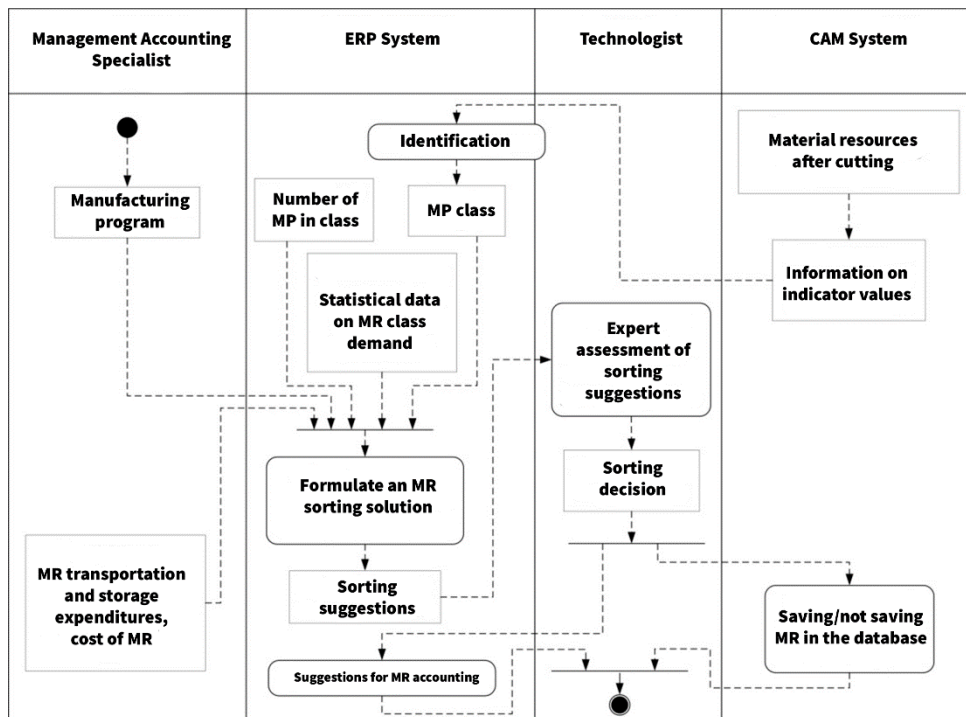 Management Accounting
Specialist
ERP System
Technologist
CAM System
Identification
Material resources
after cutting
Manufacturing
program
Number of
MP in class
MP class
Statistical data
on MR class
demand
Information on
indicator values
Expert
assessment of
sorting
suggestions
Formulate an MR
sorting solution
Sorting
decision
MR transportation
and storage
expenditures,
cost of MR
Sorting
suggestions
Saving/not saving
MR in the database
Suggestions for MR accounting